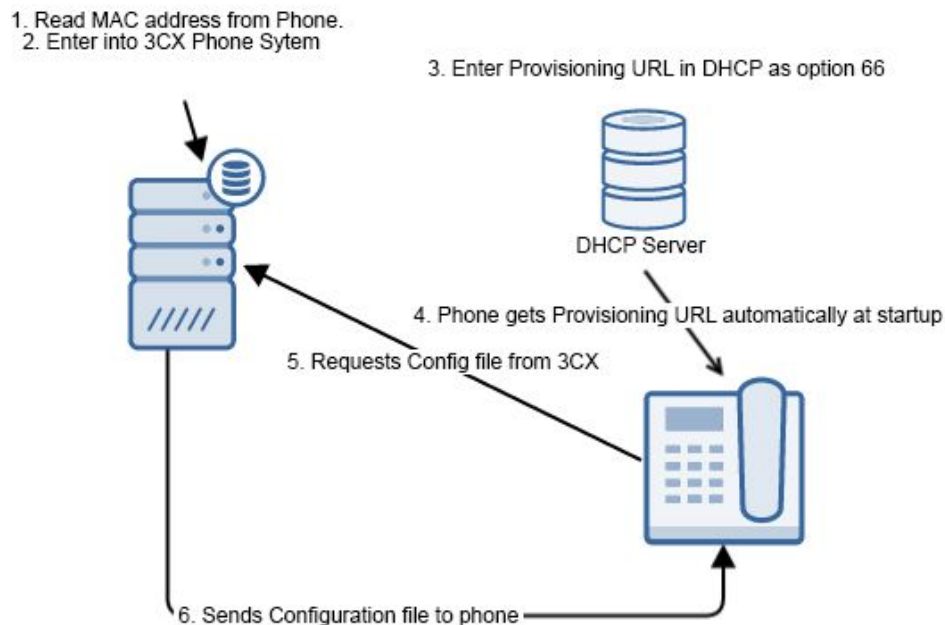 1. Read MAC address from Phone.
2. Enter into 3CX Phone Sytem
3. Enter Provisioning URL in DHCP as option 66
DHCP Server
4. Phone gets Provisioning URL automatically at startup
5. Requests Config file from 3CX
6. Sends Configuration file to phone